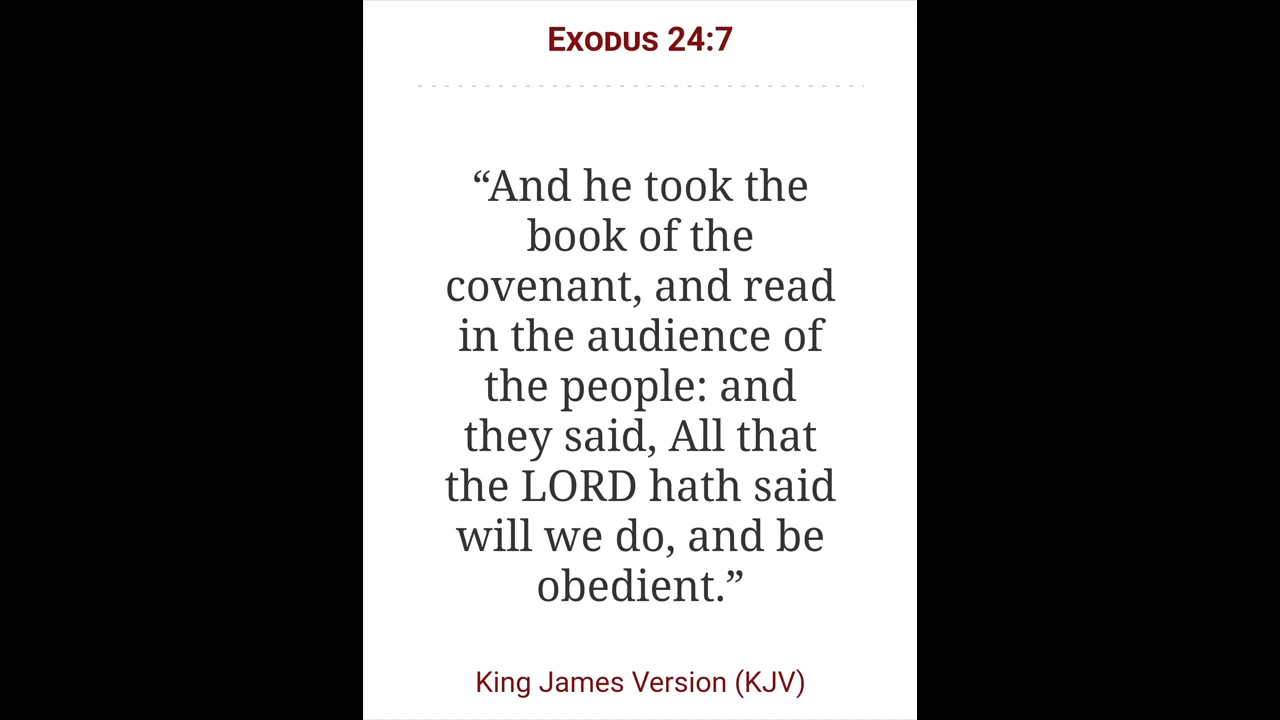 Exodus 24:7
“And he took the
book of the
covenant, and read
in the audience of
the people: and
they said, All that
the LORD hath said
will we do, and be
obedient.”
King James Version (KJV)